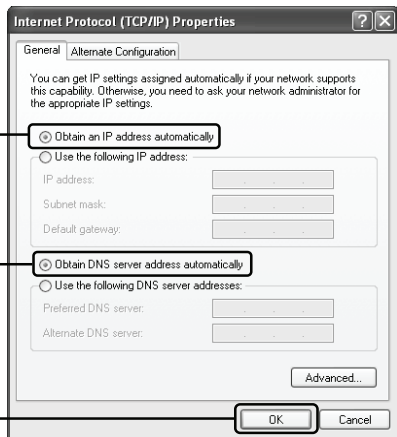 Internet Protocol (TCP/IP) Properties
General
Alternate Configuration
You can get IP settings assigned automatically if your network supports
this capability. Otherwise, you need to ask your network administrator for
the appropriate IP settings.
Obtain an IP address automatically
Use the following IP address:
IP address:
Subnet mask:
Default gateway:
Obtain DNS server address automatically
Use the following DNS server addresses:
Preferred DNS server:
Alternate DNS server:
Advanced...
OK
Cancel